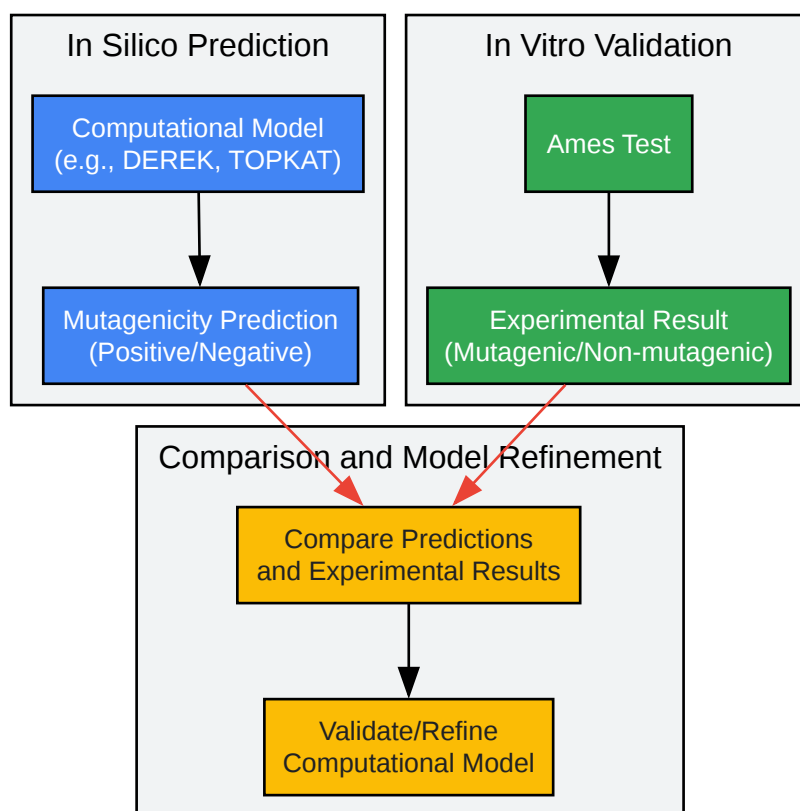 In Silico Prediction
Computational Model
(e.g., DEREK, TOPKAT)
Mutagenicity Prediction
(Positive/Negative)
In Vitro Validation
Ames Test
Experimental Result
(Mutagenic/Non-mutagenic)
Comparison and Model Refinement
Compare Predictions
and Experimental Results
Validate/Refine
Computational Model